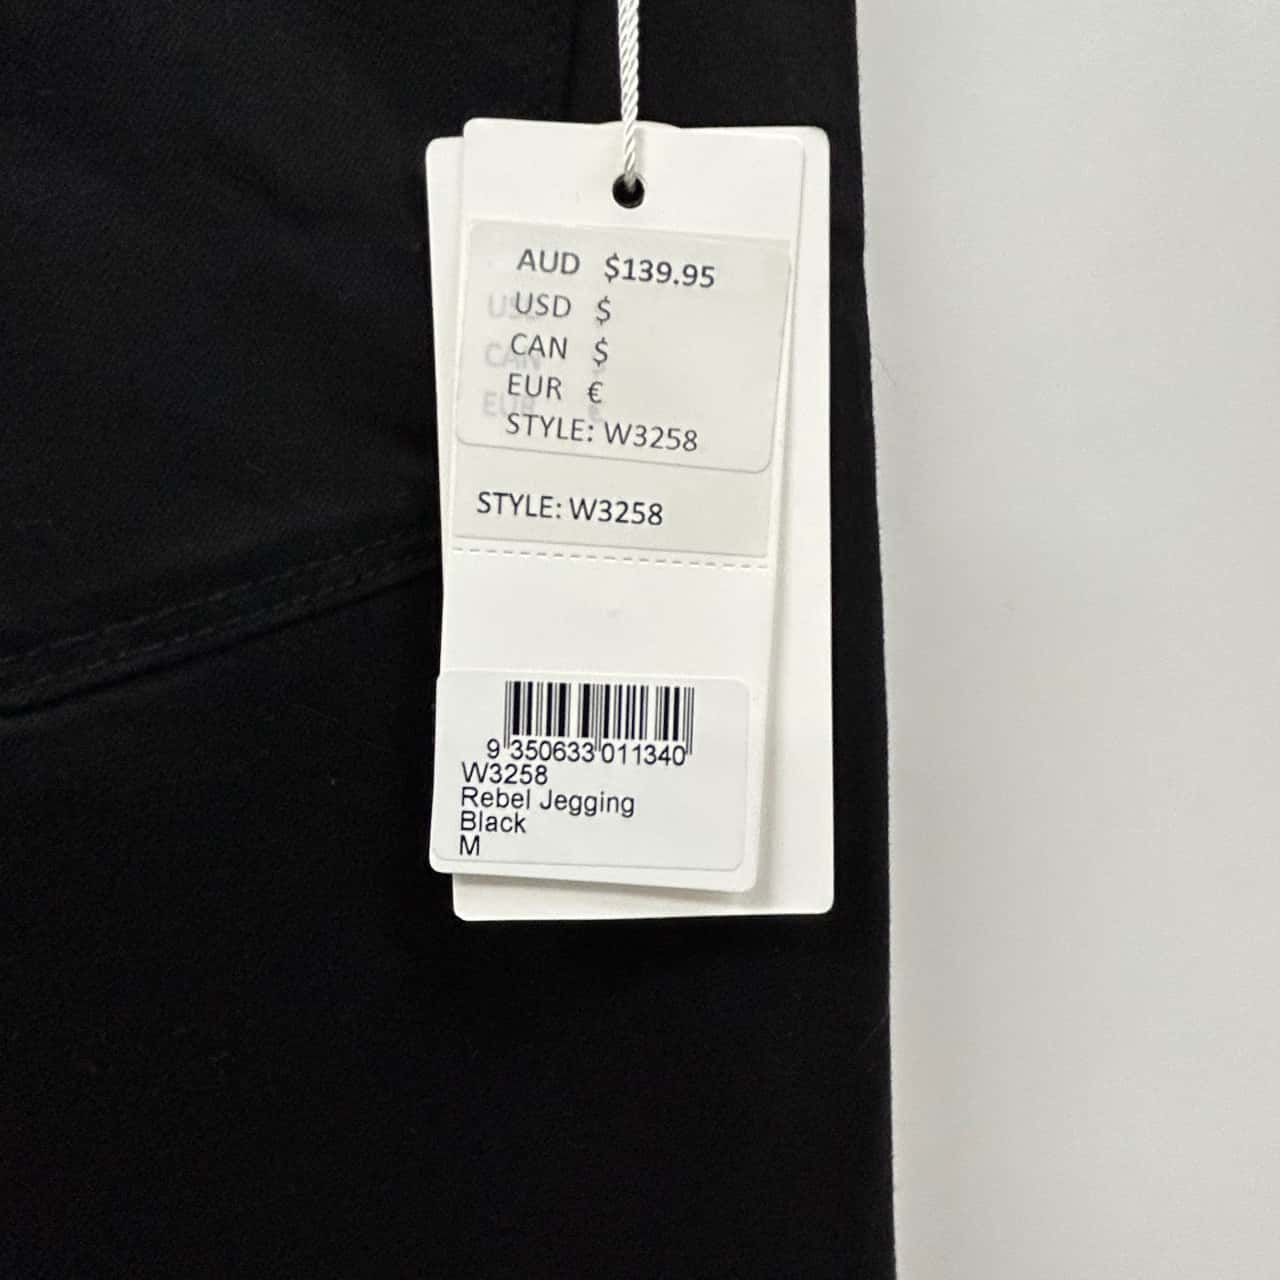 AUD $139.95
USD $
CAN $
EUR €
STYLE: W3258
STYLE: W3258
9 350633 011340
W3258
Rebel Jegging
Black
M